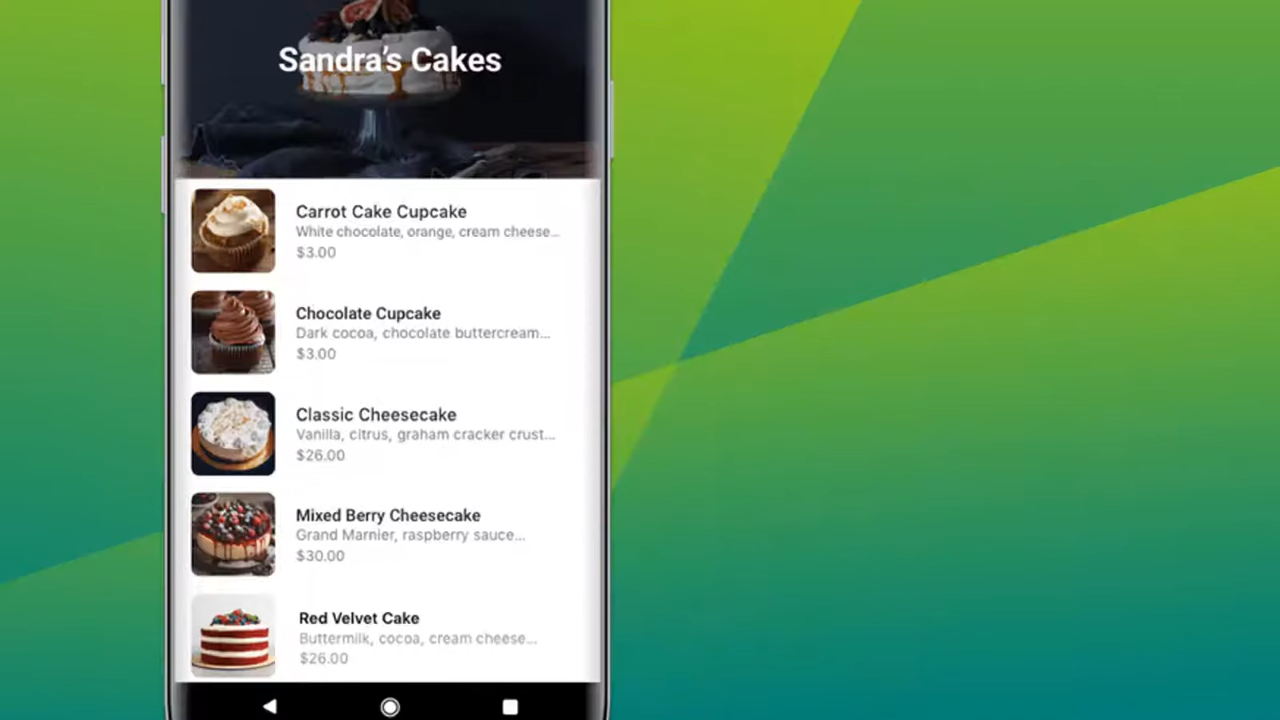 Sandra’s Cakes
Carrot Cake Cupcake
White chocolate, orange, cream cheese...
$3.00
Chocolate Cupcake
Dark cocoa, chocolate buttercream...
$3.00
Classic Cheesecake
Vanilla, citrus, graham cracker crust...
$26.00
Mixed Berry Cheesecake
Grand Marnier, raspberry sauce...
$30.00
Red Velvet Cake
Buttermilk, cocoa, cream cheese...
$26.00